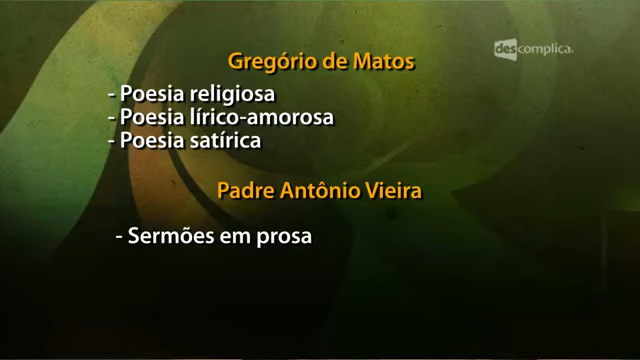 Gregório de Matos
descomplica.
- Poesia religiosa
- Poesia lírico-amorosa
- Poesia satírica
Padre Antônio Vieira
- Sermões em prosa